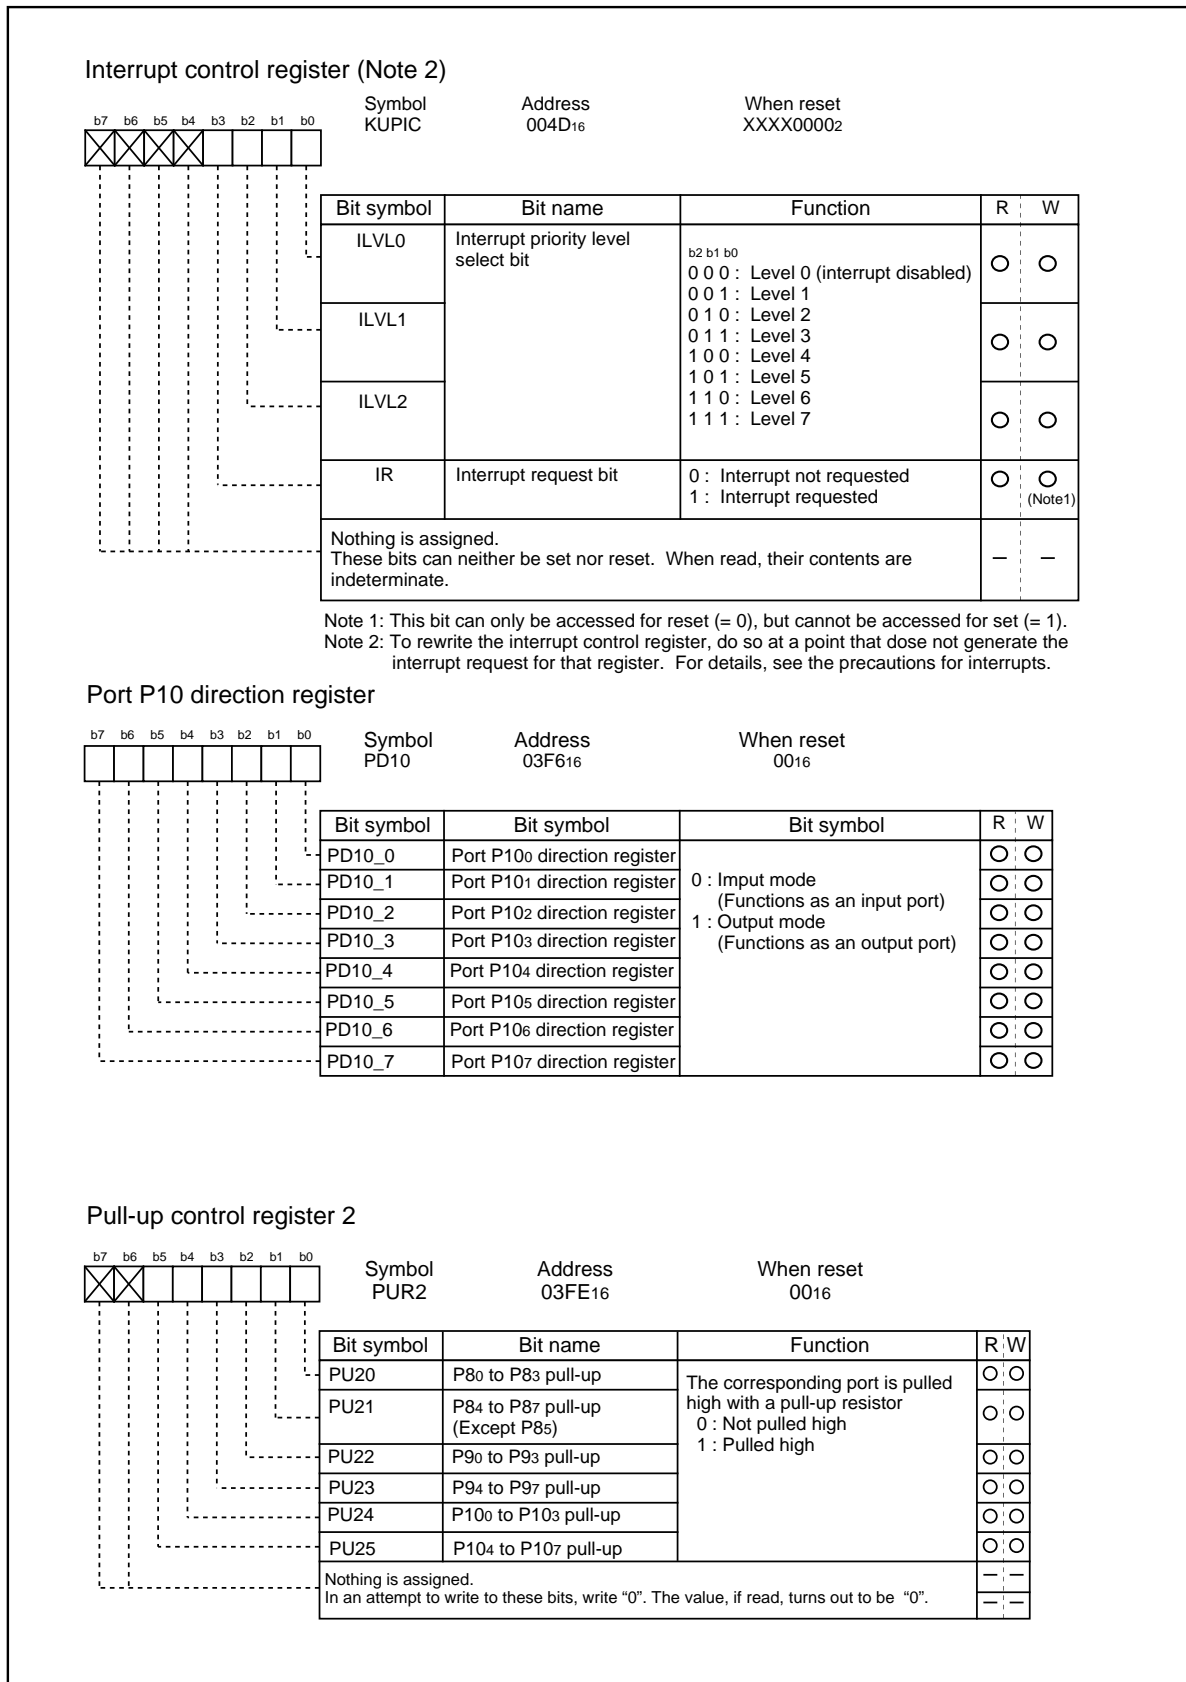 Interrupt control register (Note 2)
Symbol Address When reset
b7 b6 b5 b4 b3 b2 b1 b0
KUPIC 004D16 XXXX00002
Bit symbol Bit name Function R W
ILVL0 Interrupt priority level
select bit
b2 b1 b0
0 0 0 : Level 0 (interrupt disabled)
0 0 1 : Level 1
0 1 0 : Level 2
0 1 1 : Level 3
1 0 0 : Level 4
1 0 1 : Level 5
1 1 0 : Level 6
1 1 1 : Level 7
ILVL1
ILVL2
IR Interrupt request bit 0 : Interrupt not requested
1 : Interrupt requested
(Note1)
Nothing is assigned.
These bits can neither be set nor reset. When read, their contents are
indeterminate.
– –
Note 1: This bit can only be accessed for reset (= 0), but cannot be accessed for set (= 1).
Note 2: To rewrite the interrupt control register, do so at a point that dose not generate the
interrupt request for that register. For details, see the precautions for interrupts.
Port P10 direction register
b7 b6 b5 b4 b3 b2 b1 b0
Symbol Address When reset
PD10 03F616 0016
Bit symbol Bit symbol Bit symbol R W
PD10_0 Port P100 direction register
PD10_1 Port P101 direction register
PD10_2 Port P102 direction register
PD10_3 Port P103 direction register
PD10_4 Port P104 direction register
PD10_5 Port P105 direction register
PD10_6 Port P106 direction register
PD10_7 Port P107 direction register
0 : Imput mode
(Functions as an input port)
1 : Output mode
(Functions as an output port)
Pull-up control register 2
b7 b6 b5 b4 b3 b2 b1 b0
Symbol Address When reset
PUR2 03FE16 0016
Bit symbol Bit name Function R W
PU20 P80 to P83 pull-up
PU21 P84 to P87 pull-up
(Except P85)
PU22 P90 to P93 pull-up
PU23 P94 to P97 pull-up
PU24 P100 to P103 pull-up
PU25 P104 to P107 pull-up
The corresponding port is pulled
high with a pull-up resistor
0 : Not pulled high
1 : Pulled high
Nothing is assigned.
In an attempt to write to these bits, write “0”. The value, if read, turns out to be “0”.
– –
– –